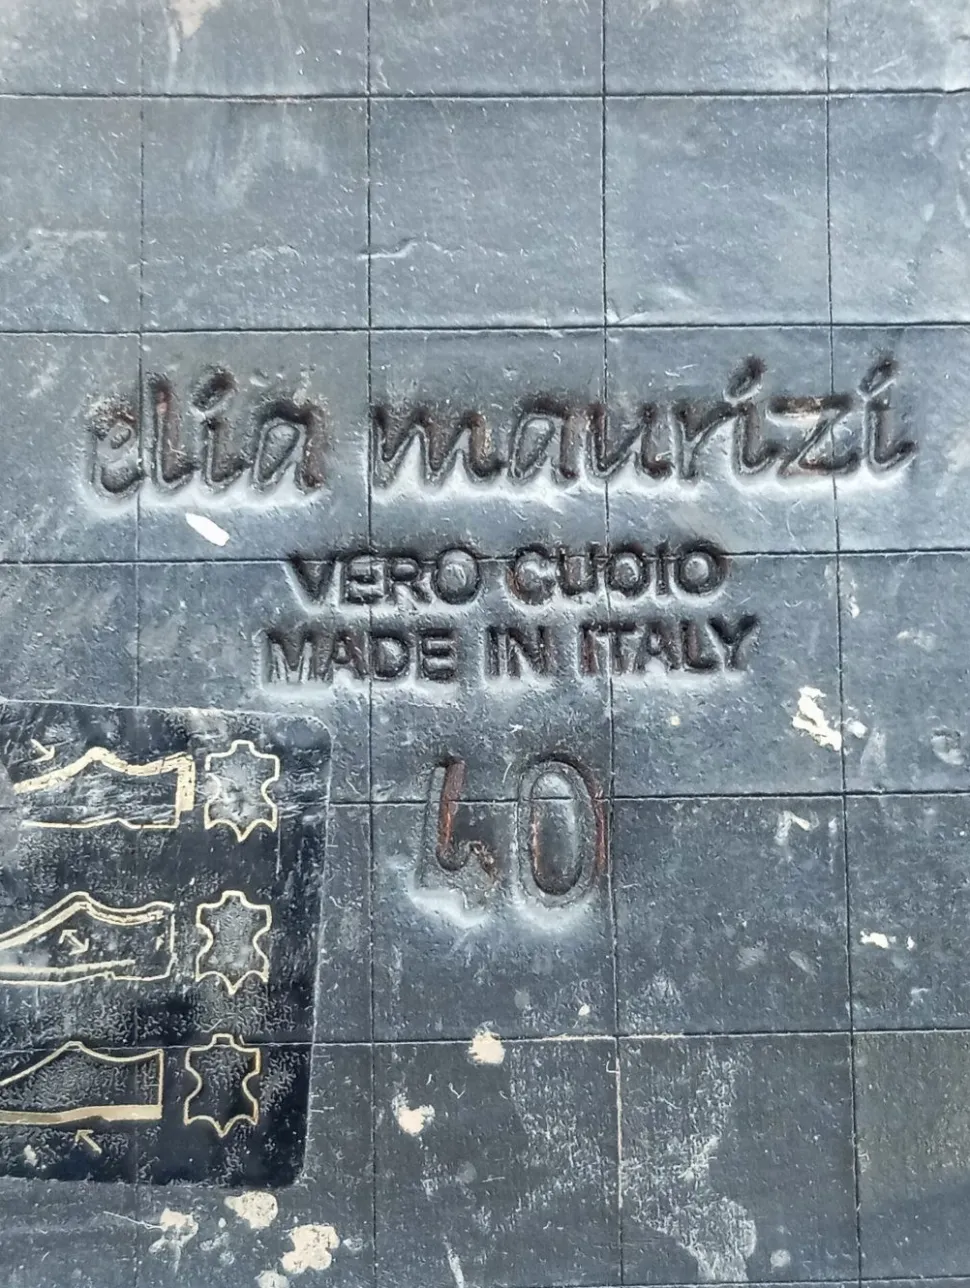 elia maurizi
VERO CUOIO
MADE IN ITALY
40